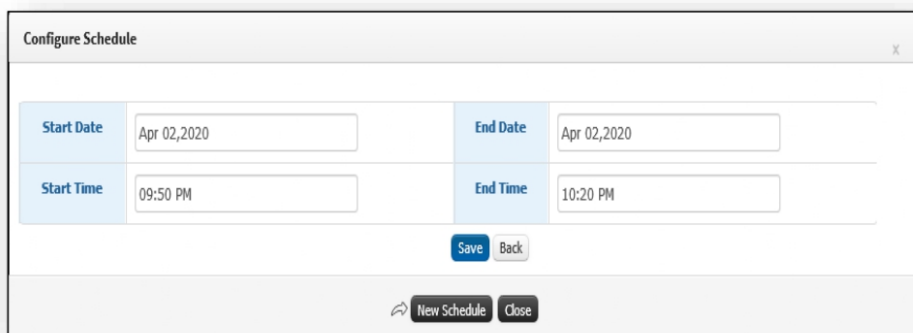 Configure Schedule
x
Start Date Apr 02,2020 End Date Apr 02,2020
Start Time 09:50 PM End Time 10:20 PM
Save Back
New Schedule Close